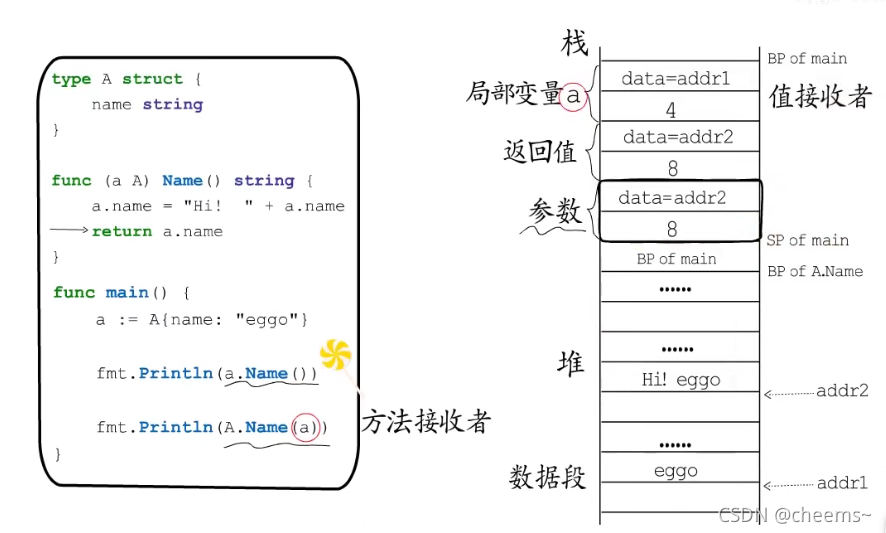 type A struct {
name string
}
func (a A) Name() string {
a.name = "Hi!  " + a.name
return a.name
}
func main() {
a := A{name: "eggo"}
fmt.Println(a.Name())
fmt.Println(A.Name(a))
}
方法接收者
栈
BP of main
局部变量a
data=addr1
4
值接收者
返回值
data=addr2
8
参数
data=addr2
8
SP of main
BP of main
BP of A.Name
······
······
堆
Hi! eggo
addr2
······
数据段
eggo
addr1
CSDN @cheems~